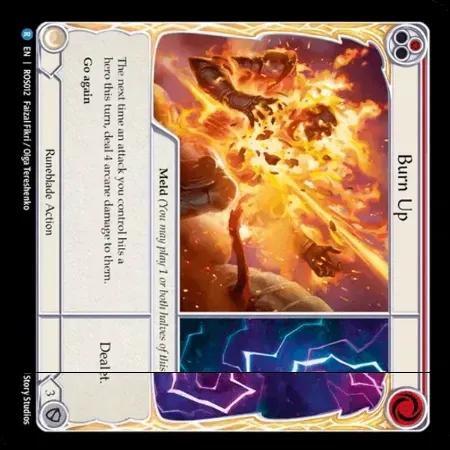 Burn Up
Meld (You may play 1 or both halves of this
The next time an attack you control hits a
hero this turn, deal 4 arcane damage to them.
Go again
Runeblade Action
Dealer
3
R EN | ROS012 Faizal Fikri / Olga Tereshenko
Story Studios